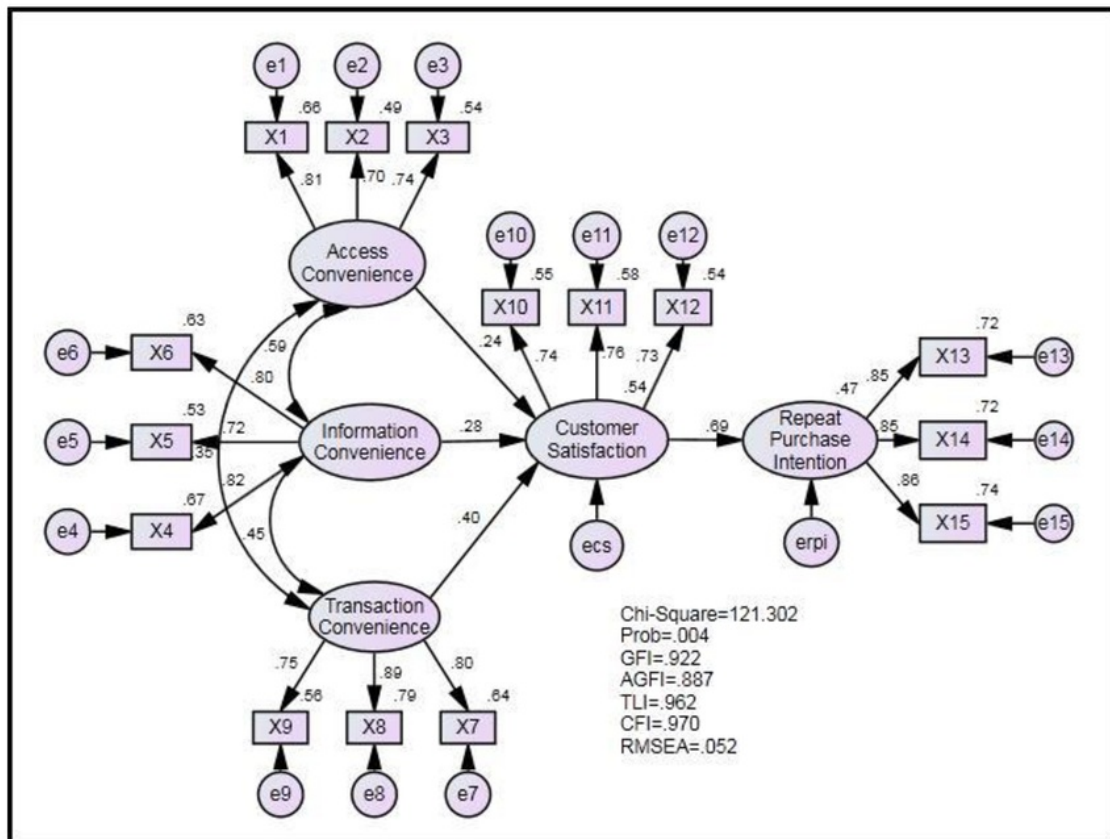 e1 e2 e3
.66 .49 .54
X1 X2 X3
.81 .70 .74
Access
Convenience
e10 e11 e12
.55 .58 .54
X10 X11 X12
.74 .76 .73
.24
.54
e6 X6 .63
.59
.80
e5 X5 .53
.72
.35
e4 X4 .67
.82
.45
Information
Convenience
.28
Customer
Satisfaction
.69
.47
Repeat
Purchase
Intention
.85 .72
X13 e13
.85 .72
X14 e14
.86 .74
X15 e15
.40
ecs
erpi
Transaction
Convenience
.75 .89 .80
.56 .79 .64
X9 X8 X7
e9 e8 e7
Chi-Square=121.302
Prob=.004
GFI=.922
AGFI=.887
TLI=.962
CFI=.970
RMSEA=.052